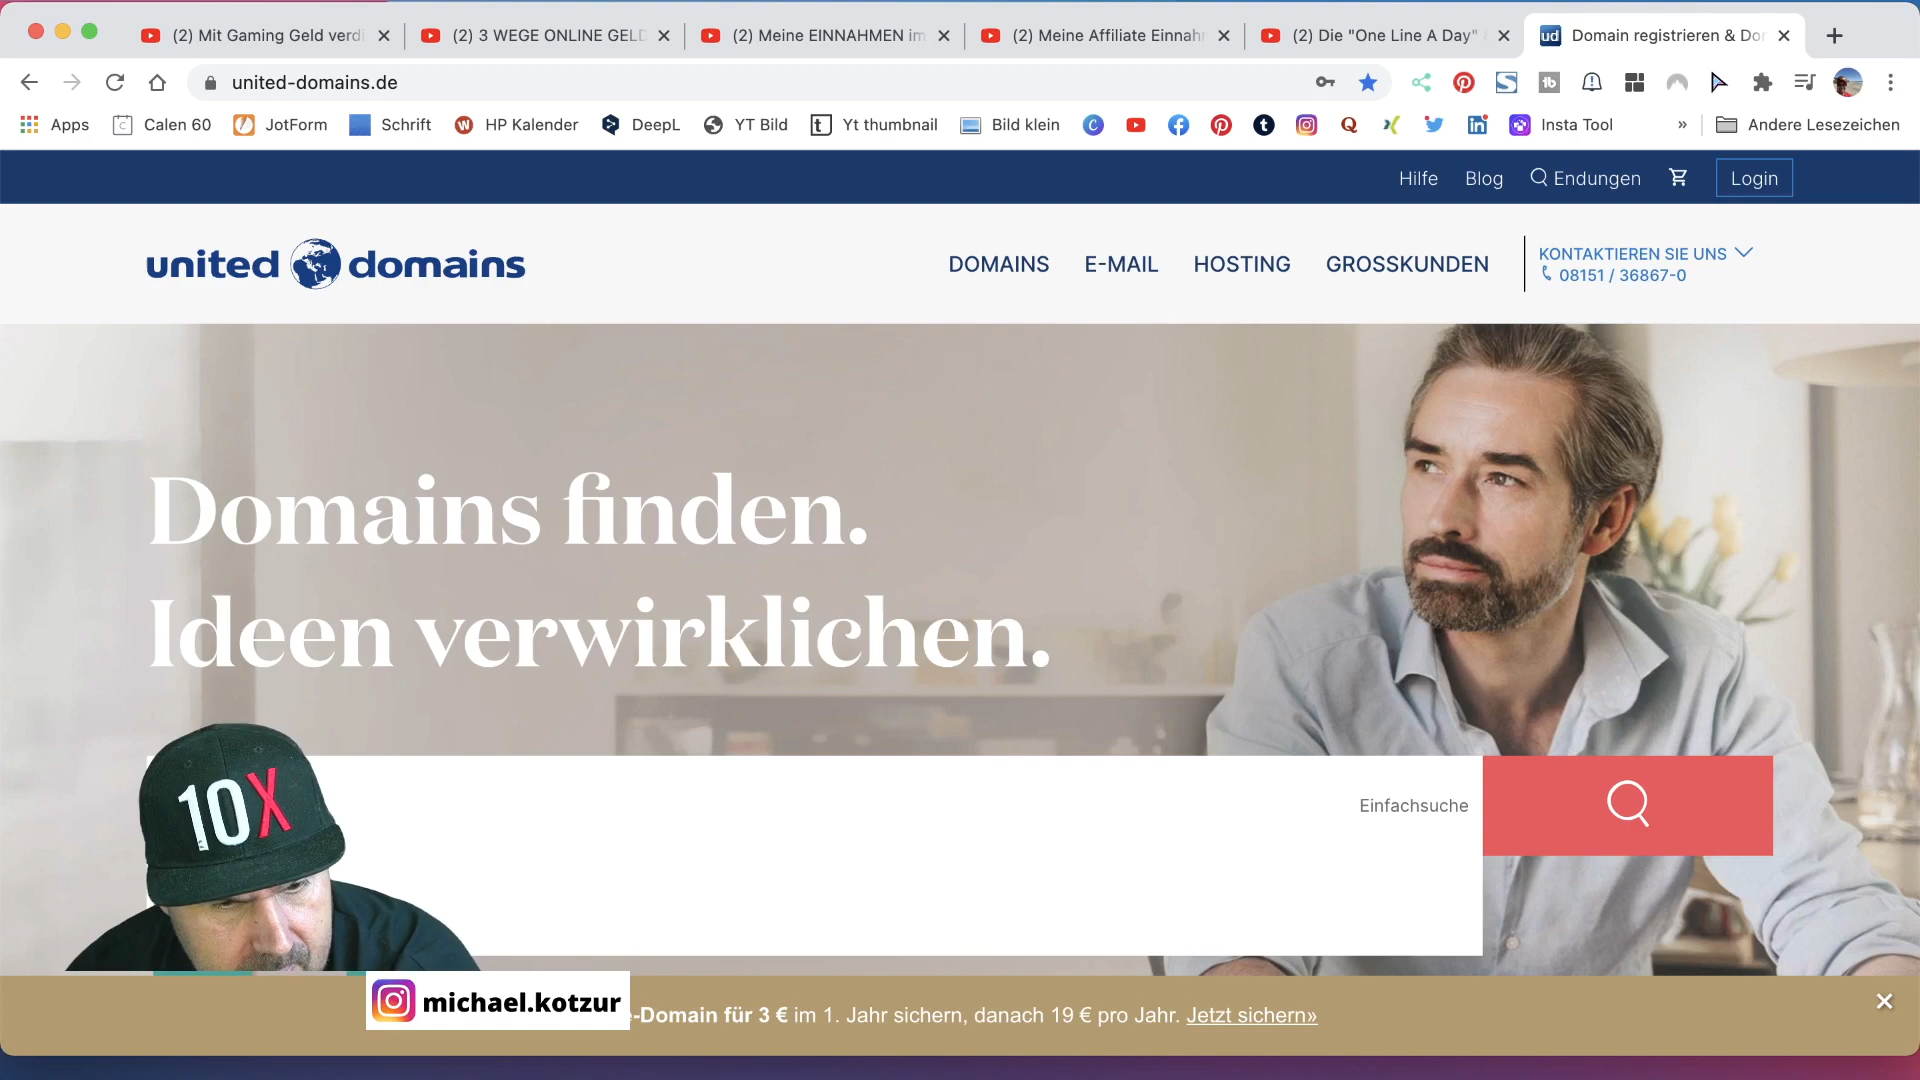 (2) Mit Gaming Geld verdi
(2) 3 WEGE ONLINE GELD
(2) Meine EINNAHMEN im
(2) Meine Affiliate Einnahm
(2) Die "One Line A Day"
ud Domain registrieren & Dom
united-domains.de
Apps
Calen 60
JotForm
Schrift
HP Kalender
DeepL
YT Bild
Yt thumbnail
Bild klein
Insta Tool
»
Andere Lesezeichen
Hilfe
Blog
Endungen
Login
united domains
DOMAINS
E-MAIL
HOSTING
GROSSKUNDEN
KONTAKTIEREN SIE UNS
08151 / 36867-0
Domains finden.
Ideen verwirklichen.
10X
Einfachsuche
michael.kotzur
-Domain für 3 € im 1. Jahr sichern, danach 19 € pro Jahr. Jetzt sichern»